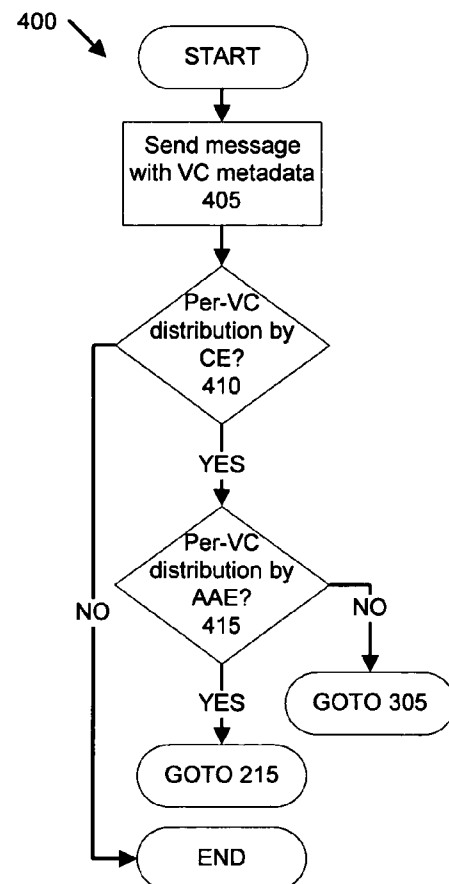 400
START
Send message
with VC metadata
405
Per-VC
distribution by
CE?
410
YES
Per-VC
distribution by
AAE?
415
NO
NO
YES
GOTO 305
GOTO 215
END